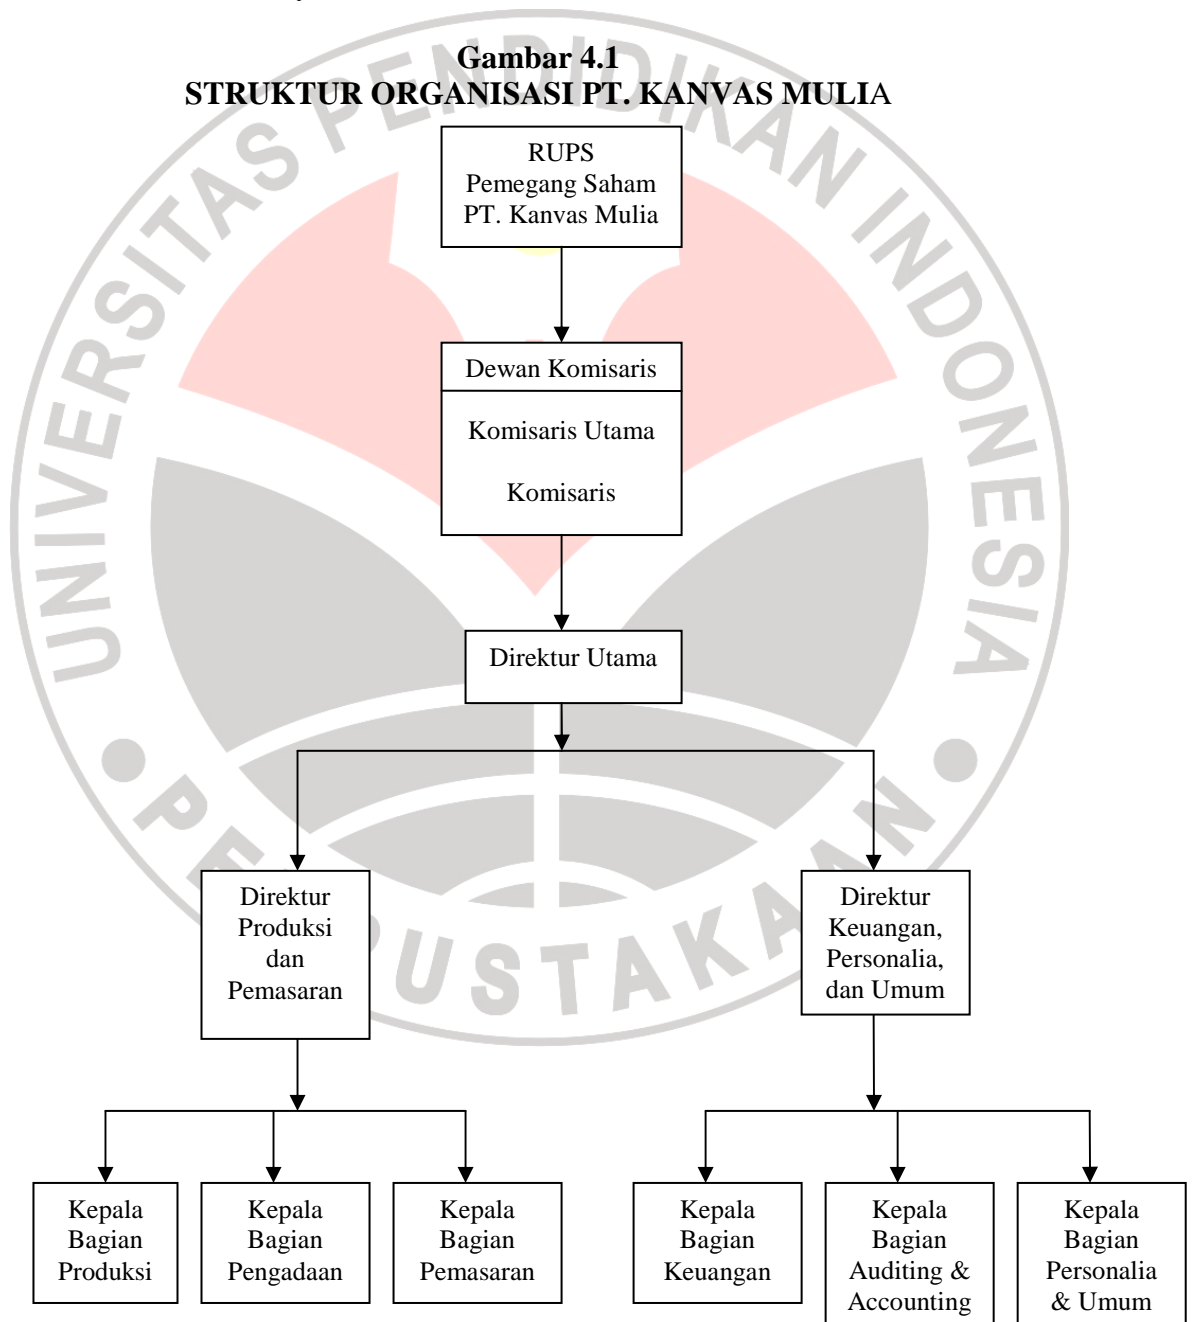 Gambar 4.1
STRUKTUR ORGANISASI PT. KANVAS MULIA
RUPS
Pemegang Saham
PT. Kanvas Mulia
Dewan Komisaris
Komisaris Utama
Komisaris
Direktur Utama
Direktur
Produksi
dan
Pemasaran
Direktur
Keuangan,
Personalia,
dan Umum
Kepala
Bagian
Produksi
Kepala
Bagian
Pengadaan
Kepala
Bagian
Pemasaran
Kepala
Bagian
Keuangan
Kepala
Bagian
Auditing &
Accounting
Kepala
Bagian
Personalia
& Umum
UNIVERSITAS PENDIDIKAN INDONESIA